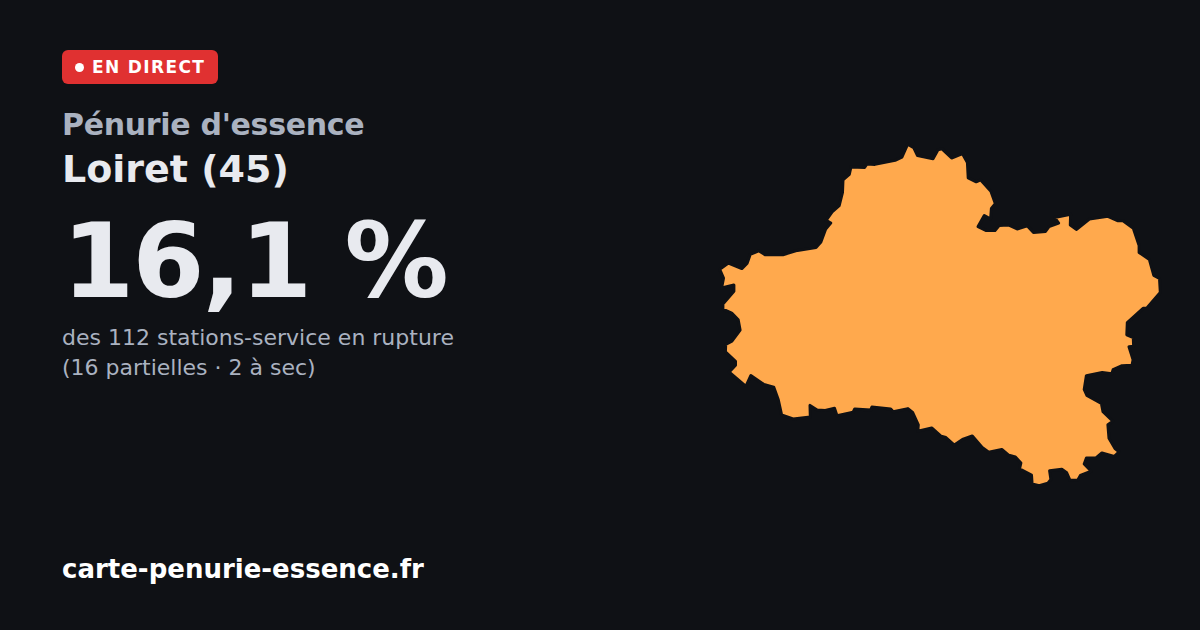 EN DIRECT
Pénurie d'essence
Loiret (45)
16,1 %
des 112 stations-service en rupture
(16 partielles · 2 à sec)
carte-penurie-essence.fr